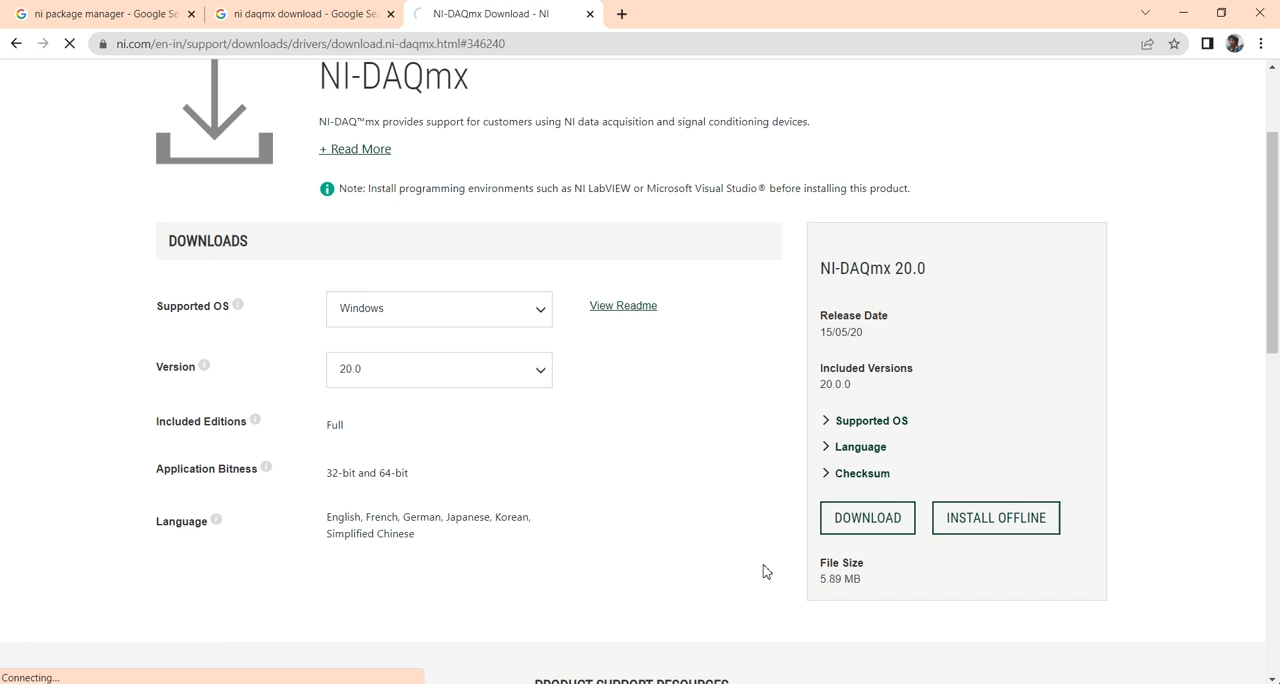 ni package manager - Google Se
ni daqmx download - Google Se
NI-DAQmx Download - NI
ni.com/en-in/support/downloads/drivers/download.ni-daqmx.html#346240
NI-DAQmx
NI-DAQ™mx provides support for customers using NI data acquisition and signal conditioning devices.
+ Read More
Note: Install programming environments such as NI LabVIEW or Microsoft Visual Studio® before installing this product.
DOWNLOADS
Supported OS
Windows
View Readme
Version
20.0
Included Editions
Full
Application Bitness
32-bit and 64-bit
Language
English, French, German, Japanese, Korean,
Simplified Chinese
NI-DAQmx 20.0
Release Date
15/05/20
Included Versions
20.0.0
Supported OS
Language
Checksum
DOWNLOAD
INSTALL OFFLINE
File Size
5.89 MB
PRODUCT SUPPORT RESOURCES
Connecting...